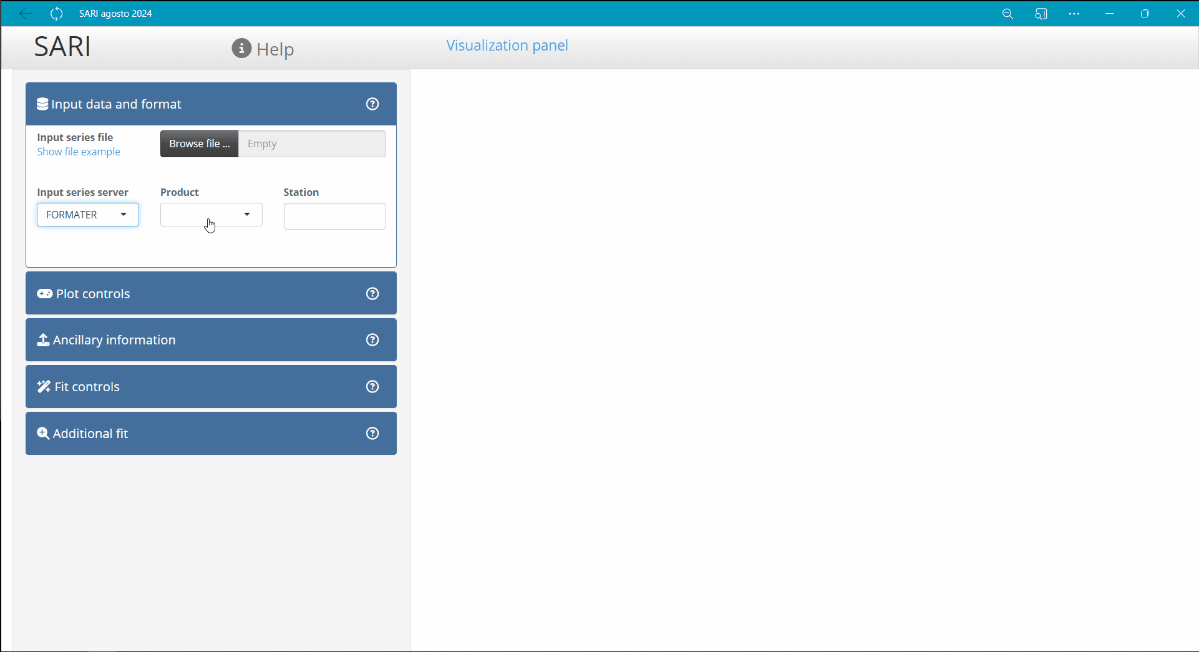 SARI agosto 2024
SARI
Help
Visualization panel
Input data and format
Input series file
Show file example
Browse file ...
Empty
Input series server
Product
Station
FORMATER
Plot controls
Ancillary information
Fit controls
Additional fit